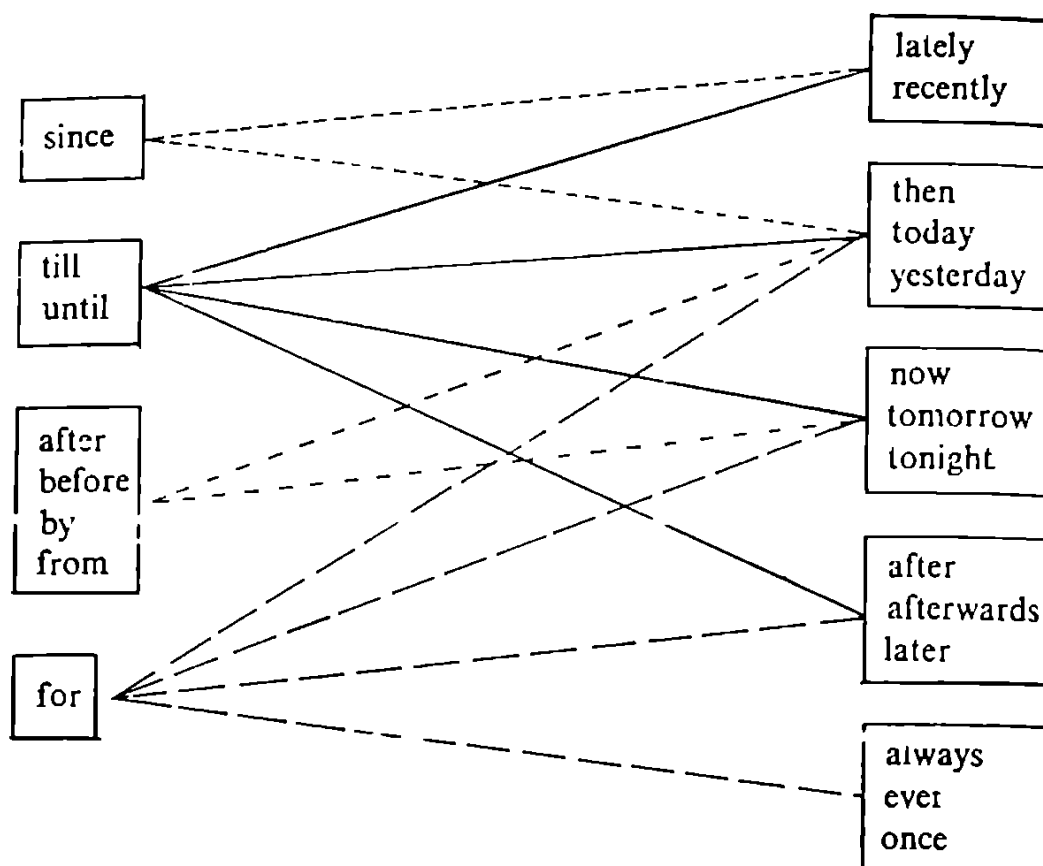 since
till
until
after
before
by
from
for
lately
recently
then
today
yesterday
now
tomorrow
tonight
after
afterwards
later
always
ever
once